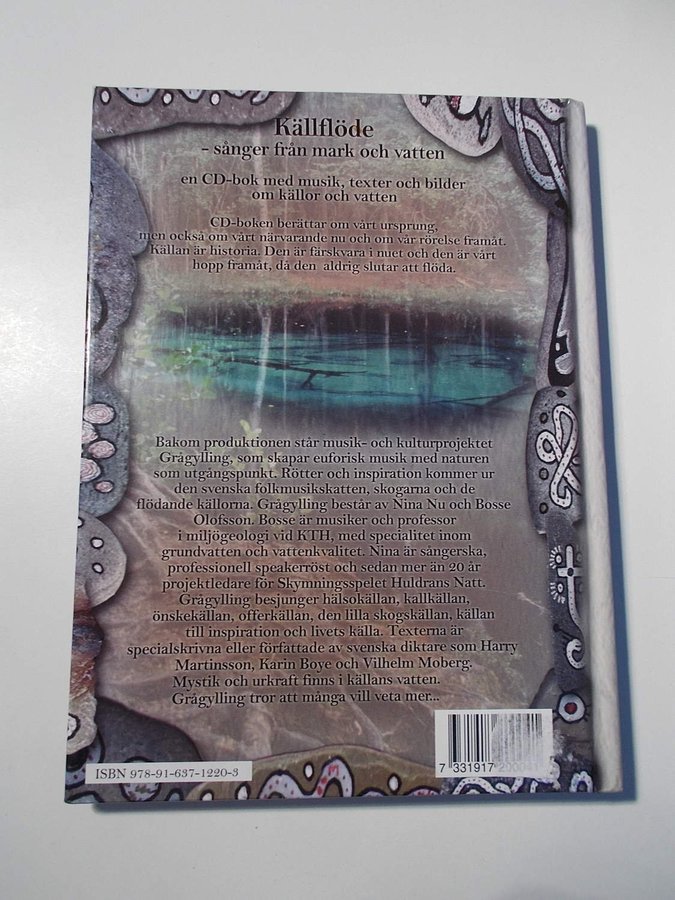 Källflöde
- sånger från mark och vatten
en CD-bok med musik, texter och bilder
om källor och vatten
CD-boken berättar om vårt ursprung,
men också om vårt närvarande nu och om vår rörelse framåt.
Källan är historia. Den är färskvara i nuet och den är vårt
hopp framåt, då den aldrig slutar att flöda.
Bakom produktionen står musik- och kulturprojektet
Grågylling, som skapar euforisk musik med naturen
som utgångspunkt. Rötter och inspiration kommer ur
den svenska folkmusikskatten, skogarna och de
flödande källorna. Grågylling består av Nina Nu och Bosse
Olofsson. Bosse är musiker och professor
i miljögeologi vid KTH, med specialitet inom
grundvatten och vattenkvalitet. Nina är sångerska,
professionell speakerröst och sedan mer än 20 år
projektledare för Skymningsspelet Huldrans Natt.
Grågylling besjunger hälsokällan, kallkällan,
önskekällan, offerkällan, den lilla skogskällan, källan
till inspiration och livets källa. Texterna är
specialskrivna eller författade av svenska diktare som Harry
Martinsson, Karin Boye och Vilhelm Moberg.
Mystik och urkraft finns i källans vatten.
Grågylling tror att många vill veta mer...
ISBN 978-91-637-1220-3
7 331917